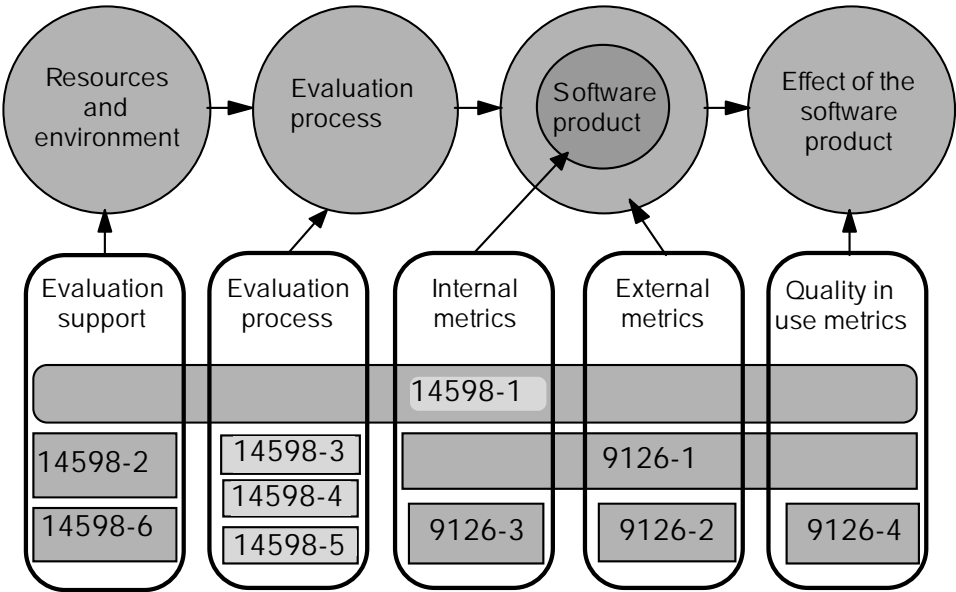 Resources
and
environment
Evaluation
process
Software
product
Effect of the
software
product
Evaluation
support
Evaluation
process
Internal
metrics
External
metrics
Quality in
use metrics
14598-1
14598-2
14598-6
14598-3
14598-4
14598-5
9126-1
9126-3
9126-2
9126-4